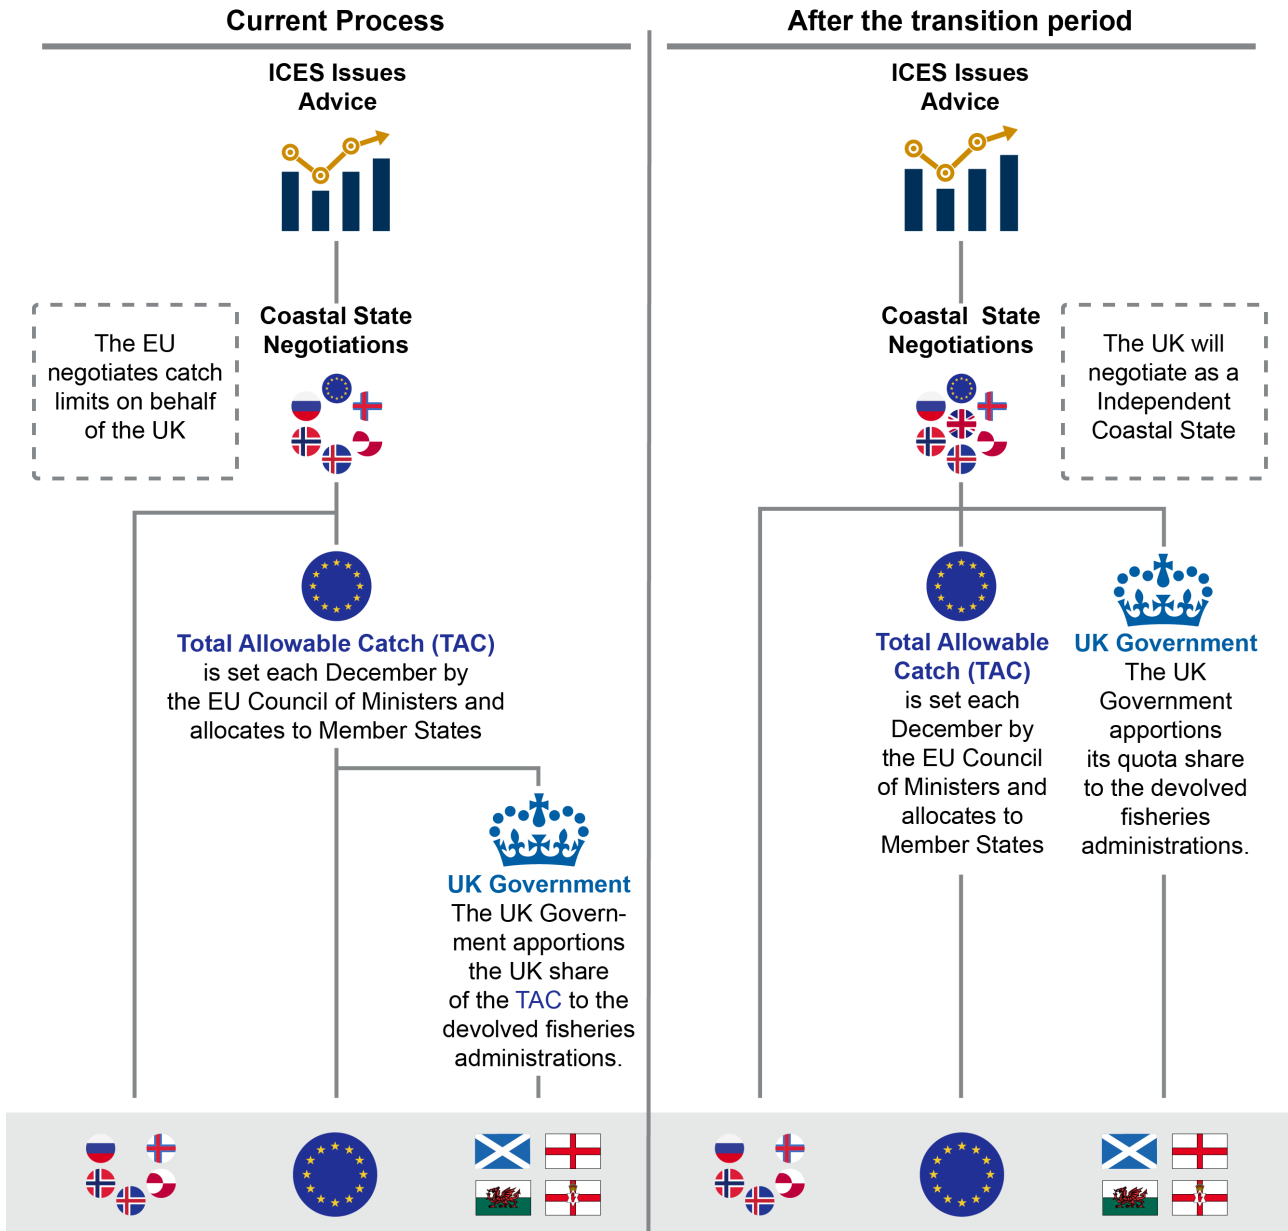 Current Process
ICES Issues
Advice
The EU
negotiates catch
limits on behalf
of the UK
Coastal State
Negotiations
Total Allowable Catch (TAC)
is set each December by
the EU Council of Ministers and
allocates to Member States
UK Government
The UK Govern-
ment apportions
the UK share
of the TAC to the
devolved fisheries
administrations.
After the transition period
ICES Issues
Advice
Coastal  State
Negotiations
The UK will
negotiate as a
Independent
Coastal State
Total Allowable
Catch (TAC)
is set each
December by
the EU Council
of Ministers and
allocates to
Member States
UK Government
The UK
Government
apportions
its quota share
to the devolved
fisheries
administrations.